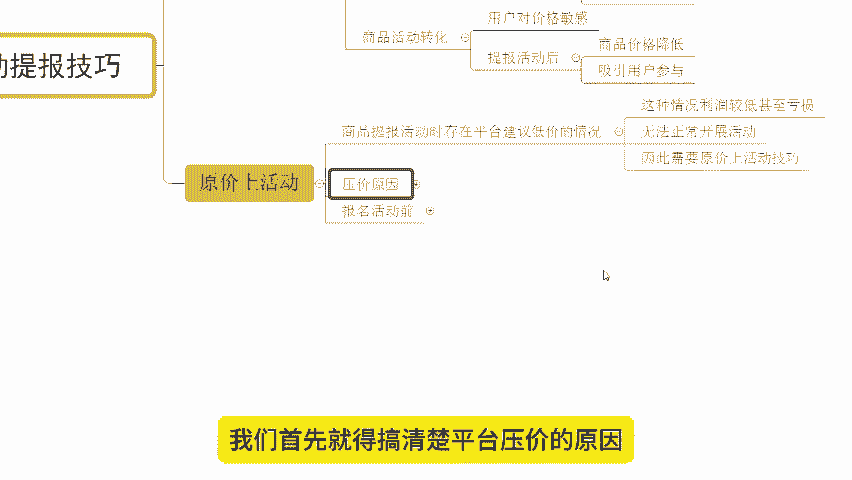 用户对价格敏感
商品活动转化
商品价格降低
提报活动后
吸引用户参与
动提报技巧
这种情况利润较低甚至亏损
商品提报活动时存在平台建议低价的情况
无法正常开展活动
因此需要原价上活动技巧
原价上活动
压价原因
报名活动前
我们首先就得搞清楚平台压价的原因